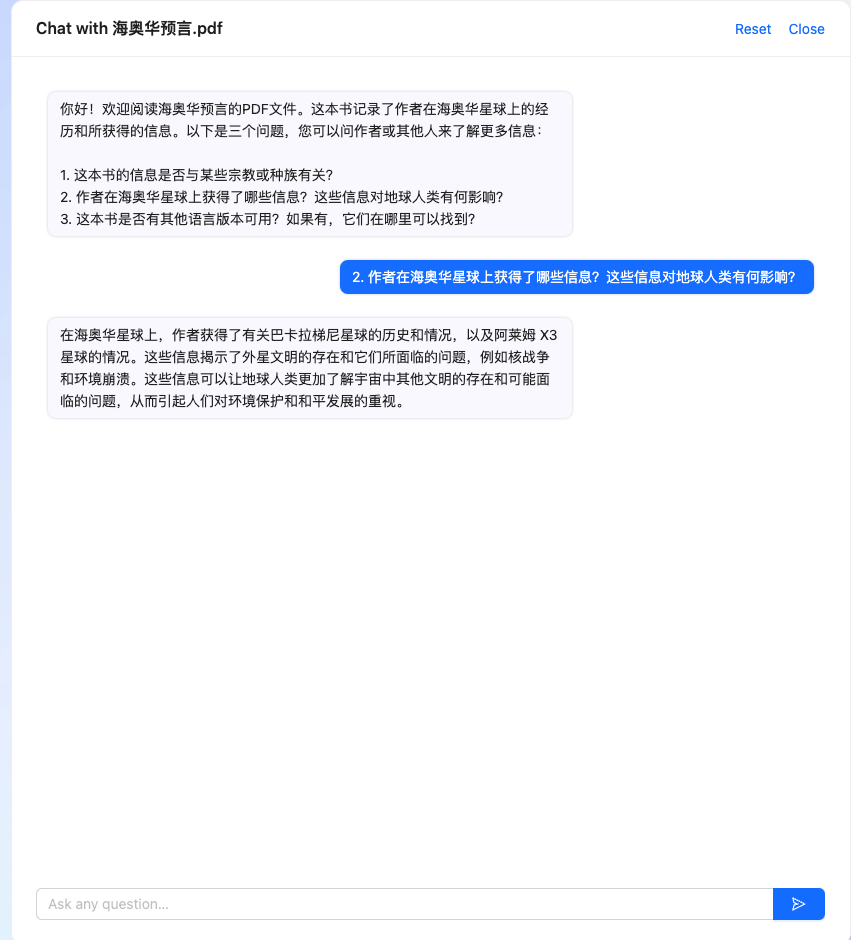 Chat with 海奥华预言.pdf
Reset
Close
你好！欢迎阅读海奥华预言的PDF文件。这本书记录了作者在海奥华星球上的经
历和所获得的信息。以下是三个问题，您可以问作者或其他人来了解更多信息：
1. 这本书的信息是否与某些宗教或种族有关？
2. 作者在海奥华星球上获得了哪些信息？这些信息对地球人类有何影响？
3. 这本书是否有其他语言版本可用？如果有，它们在哪里可以找到？
2. 作者在海奥华星球上获得了哪些信息？这些信息对地球人类有何影响？
在海奥华星球上，作者获得了有关巴卡拉梯尼星球的历史和情况，以及阿莱姆 X3
星球的情况。这些信息揭示了外星文明的存在和它们所面临的问题，例如核战争
和环境崩溃。这些信息可以让地球人类更加了解宇宙中其他文明的存在和可能面
临的问题，从而引起人们对环境保护和和平发展的重视。
Ask any question...